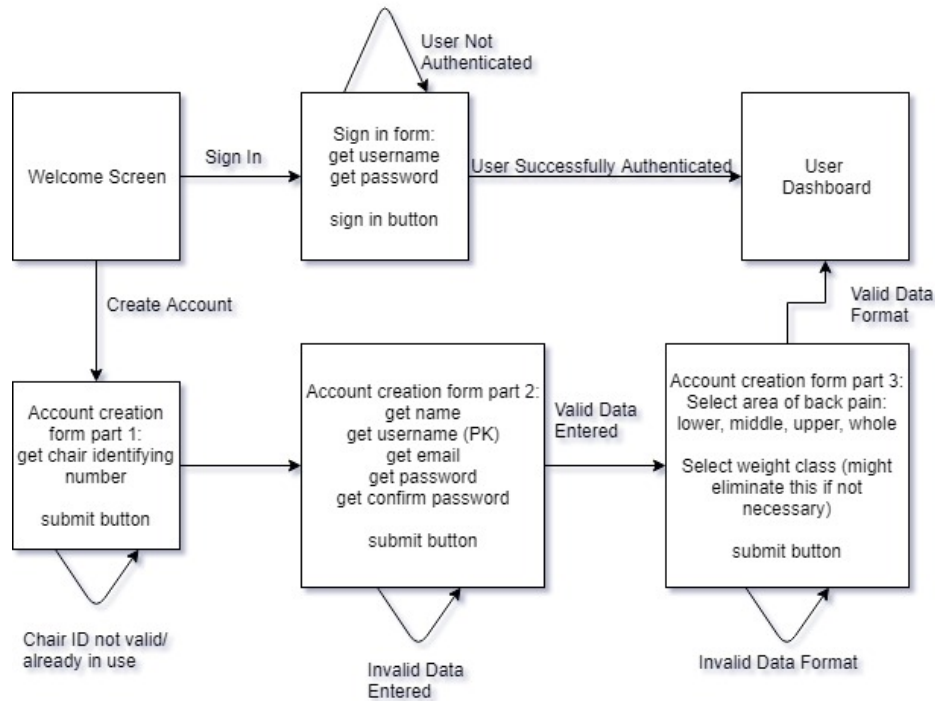 User Not
Authenticated
Welcome Screen
Sign In
Sign in form:
get username
get password
sign in button
User Successfully Authenticated
User
Dashboard
Create Account
Valid Data
Format
Account creation
form part 1:
get chair identifying
number
submit button
Account creation form part 2:
get name
get username (PK)
get email
get password
get confirm password
submit button
Valid Data
Entered
Account creation form part 3:
Select area of back pain:
lower, middle, upper, whole
Select weight class (might
eliminate this if not
necessary)
submit button
Chair ID not valid/
already in use
Invalid Data
Entered
Invalid Data Format